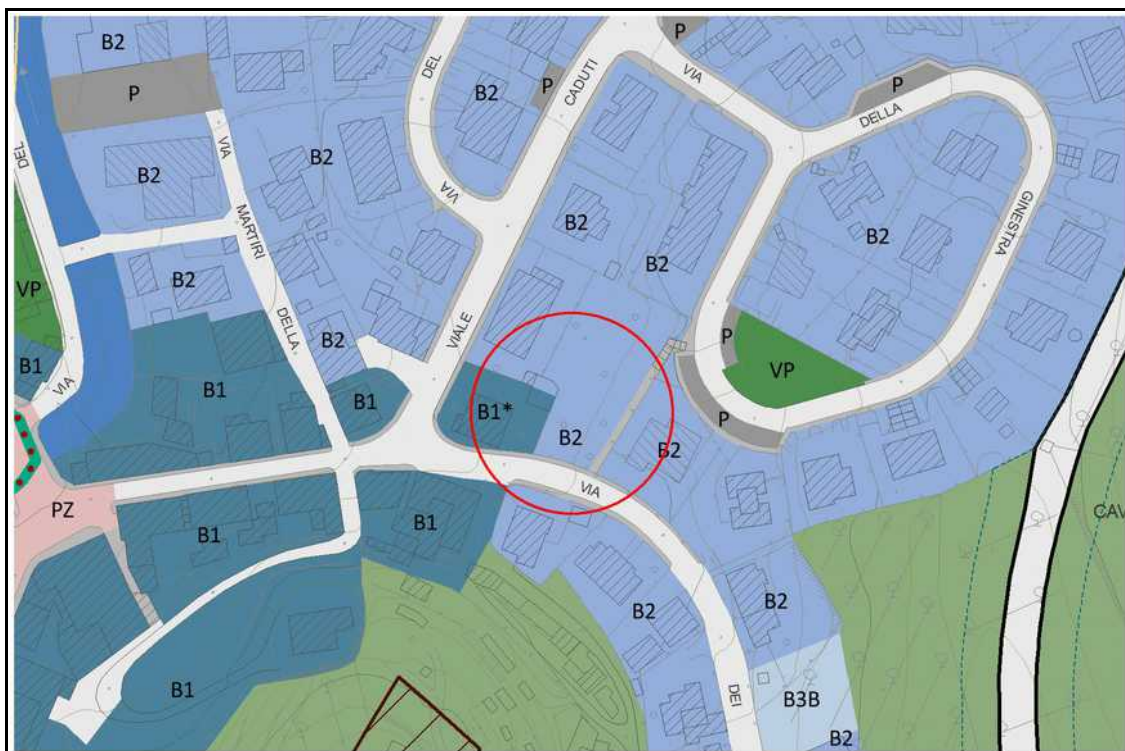 B2
P
VIA
P
B2
DEL
CADUTI
VIA
P
DELLA
DEL
B2
VIA
B2
VIA
MARTIRI
B2
GINESTRA
B2
B2
B2
VP
DELLA
VIALE
B2
P
VP
B1
VIA
B1
B1
B1*
P
B2
B2
VIA
PZ
CAV
B1
B1
B2
B2
B1
DEI
B3B
B2